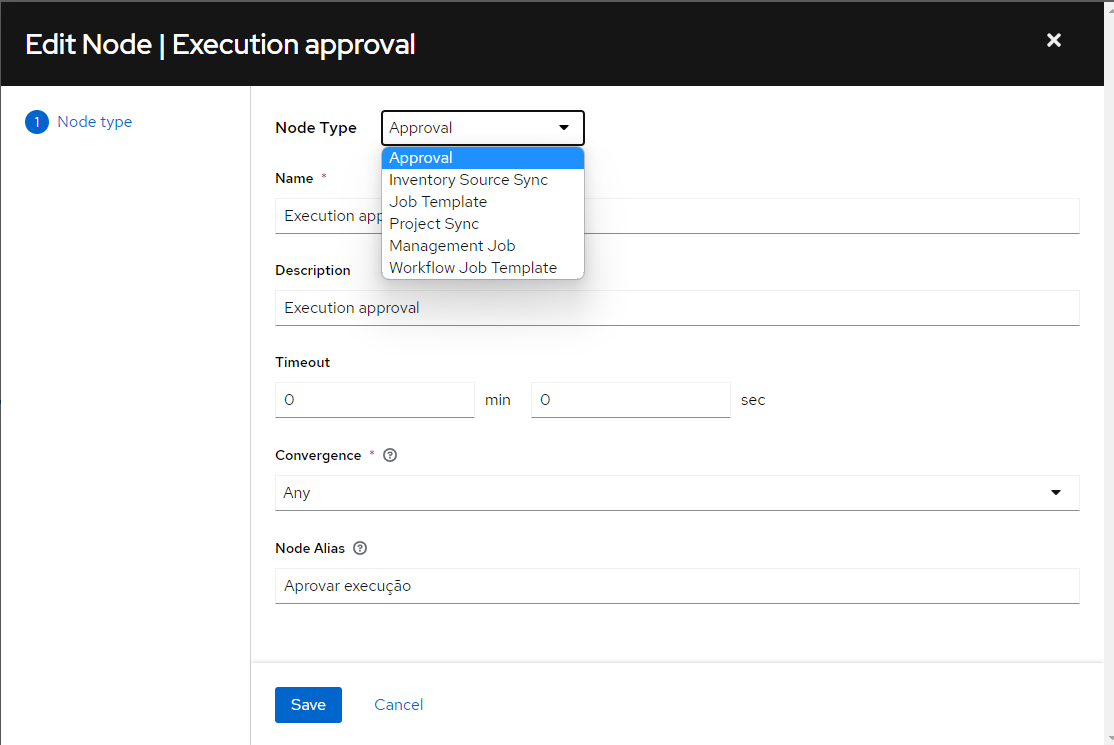 Edit Node | Execution approval
1 Node type
Node Type Approval
Approval
Inventory Source Sync
Job Template
Project Sync
Management Job
Workflow Job Template
Name *
Execution app
Description
Execution approval
Timeout
0 min 0 sec
Convergence *
Any
Node Alias
Aprovar execução
Save Cancel